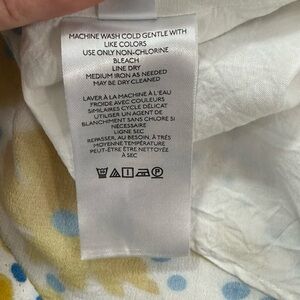 MACHINE WASH COLD GENTLE WITH
LIKE COLORS
USE ONLY NON-CHLORINE
BLEACH
LINE DRY
MEDIUM IRON AS NEEDED
MAY BE DRY CLEANED
LAVER À LA MACHINE À L'EAU
FROIDE AVEC COULEURS
SIMILAIRES CYCLE DÉLICAT
UTILISER UN AGENT DE
BLANCHIMENT SANS CHLORE SI
NÉCESSAIRE
LIGNE SEC
REPASSER, AU BESOIN, À TRÈS
MOYENNE TEMPÉRATURE
PEUT-ÊTRE ÊTRE NETTOYÉE
À SEC